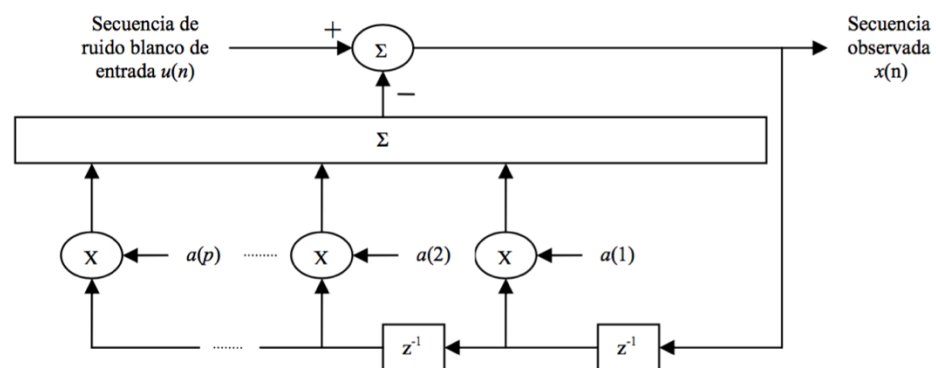 Secuencia de
ruido blanco de
entrada u(n)
+
Σ
Secuencia
observada
x(n)
−
Σ
X
a(p)
........
X
a(2)
X
a(1)
........
z⁻¹
z⁻¹